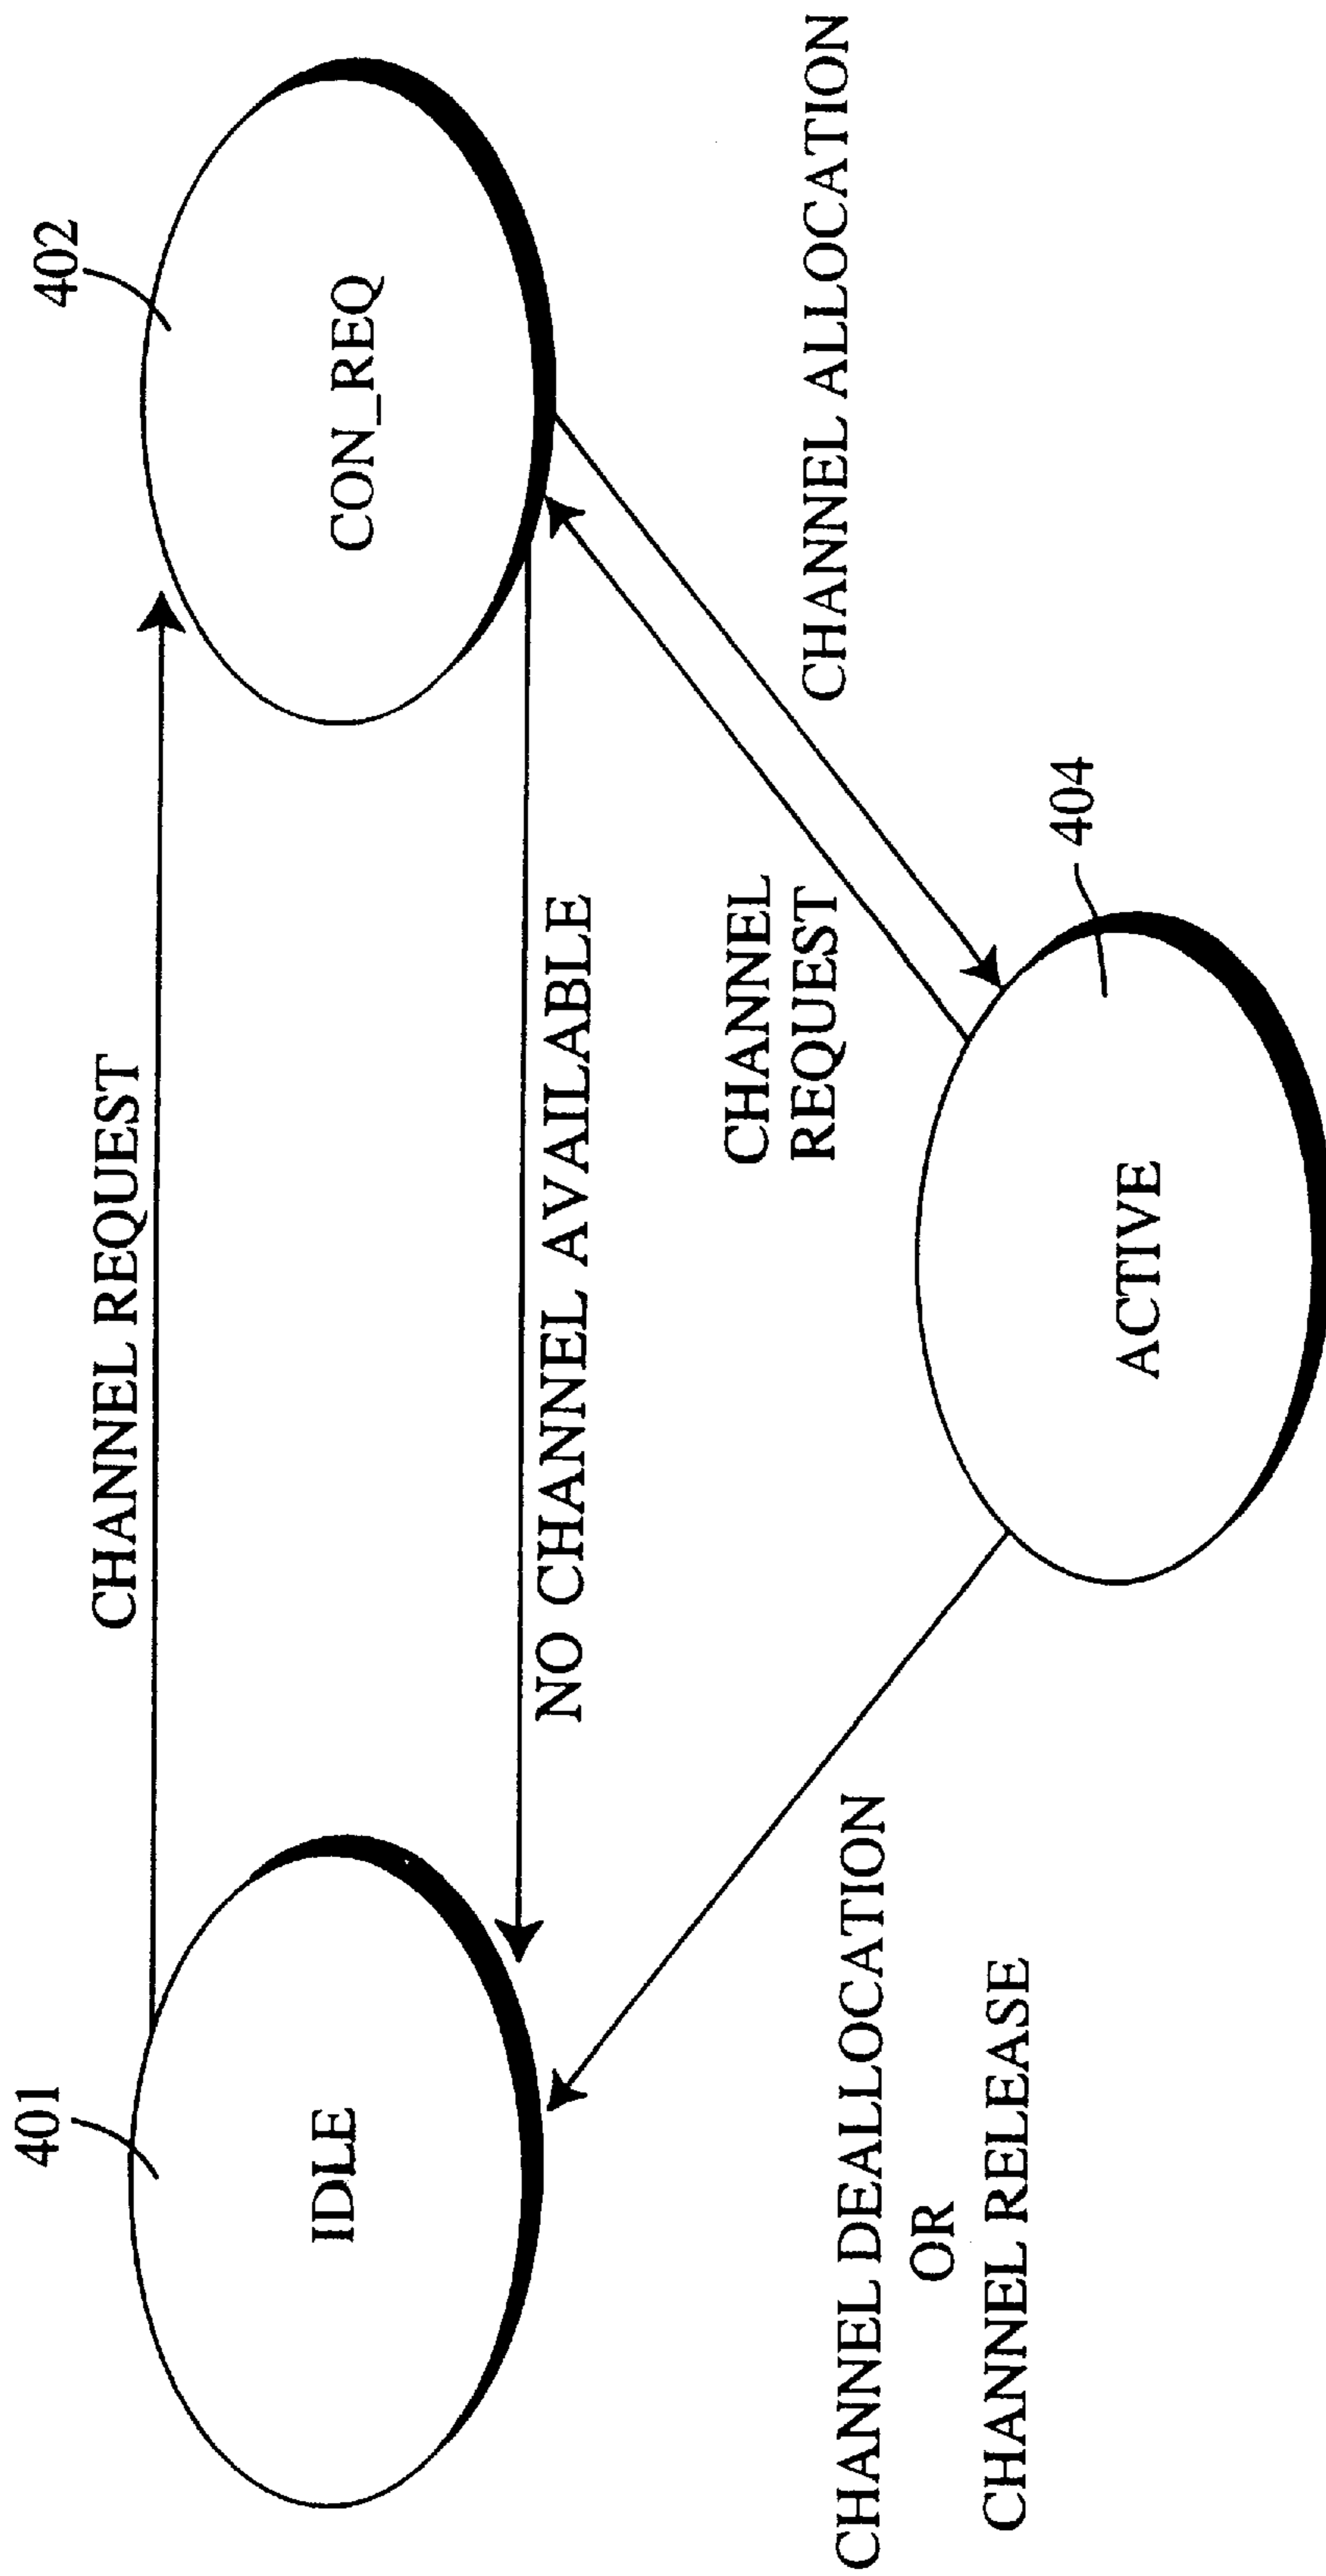 401
402
CHANNEL REQUEST
IDLE
CON_REQ
NO CHANNEL AVAILABLE
CHANNEL
REQUEST
CHANNEL ALLOCATION
404
CHANNEL DEALLOCATION
OR
CHANNEL RELEASE
ACTIVE